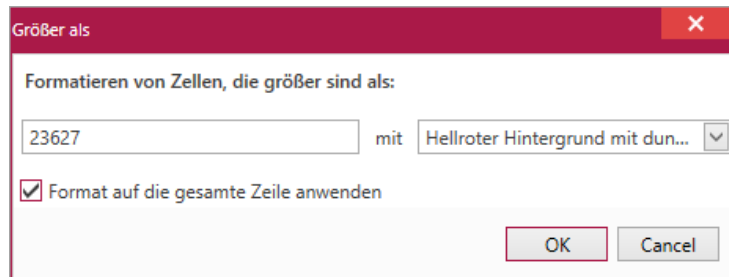 Größer als
Formatieren von Zellen, die größer sind als:
23627 mit Hellroter Hintergrund mit dun...
Format auf die gesamte Zeile anwenden
OK Cancel